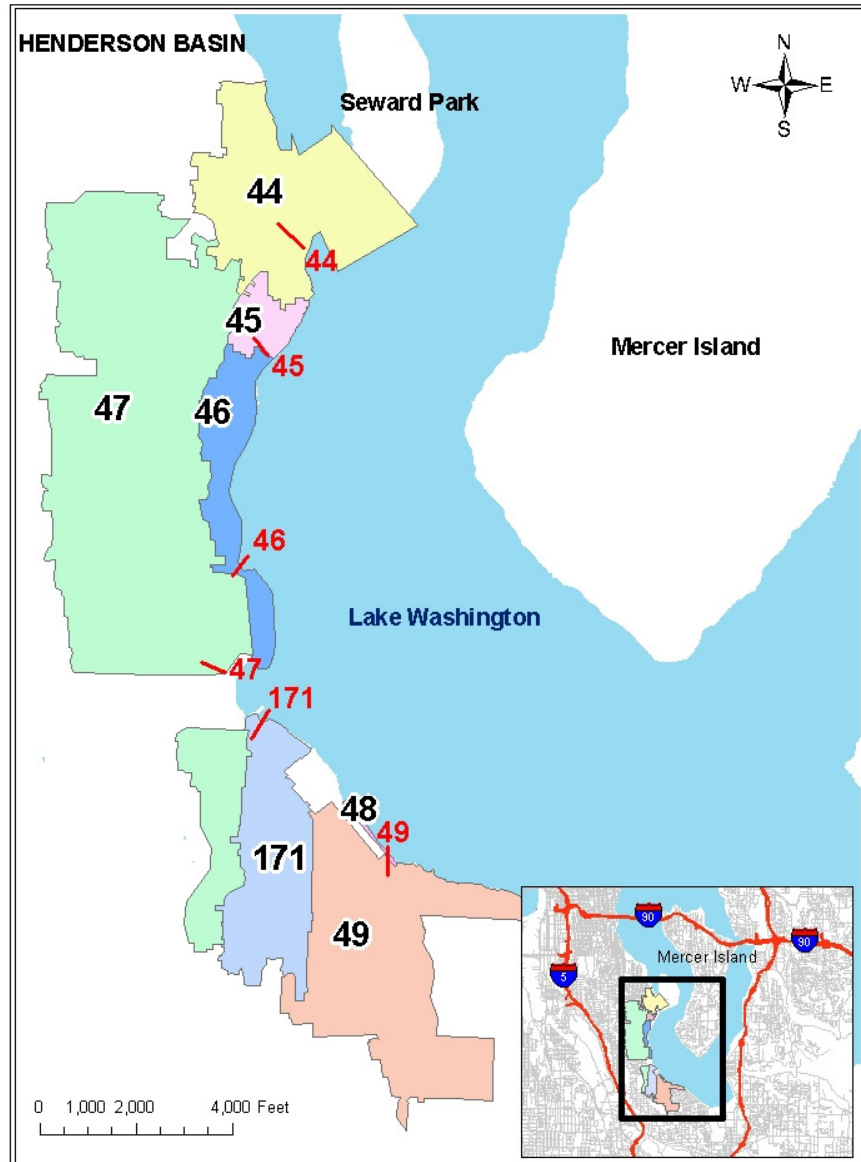 HENDERSON BASIN
N
W E
S
Seward Park
44
44
45
45
Mercer Island
47
46
46
Lake Washington
47
171
48
49
171
49
0 1,000 2,000 4,000 Feet
90
90
Mercer Island
5